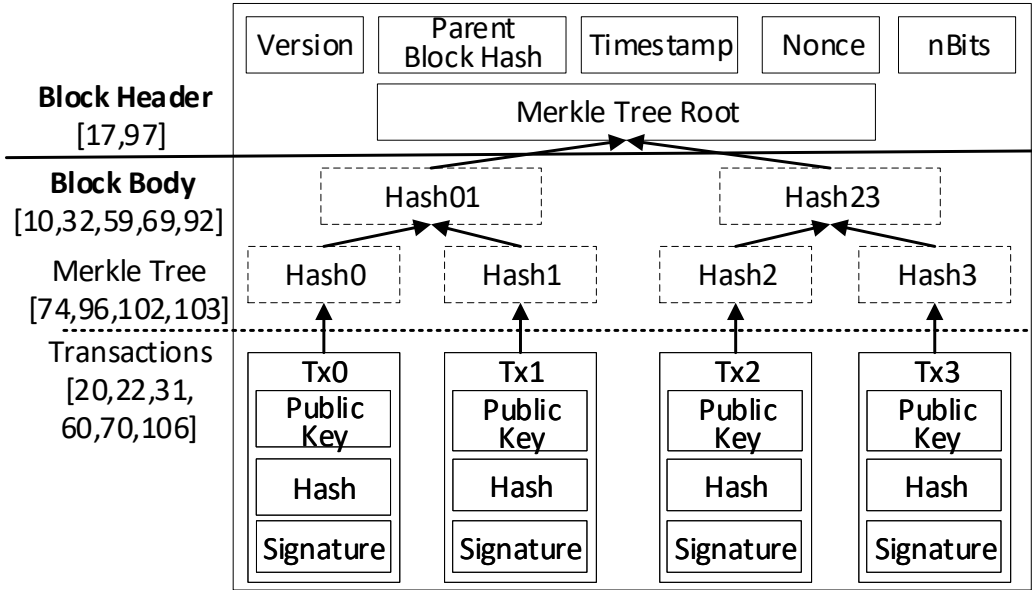 Version
Parent
Block Hash
Timestamp
Nonce
nBits
Block Header
[17,97]
Merkle Tree Root
Block Body
[10,32,59,69,92]
Hash01
Hash23
Merkle Tree
[74,96,102,103]
Hash0
Hash1
Hash2
Hash3
Transactions
[20,22,31,
60,70,106]
Tx0
Public
Key
Hash
Signature
Tx1
Public
Key
Hash
Signature
Tx2
Public
Key
Hash
Signature
Tx3
Public
Key
Hash
Signature